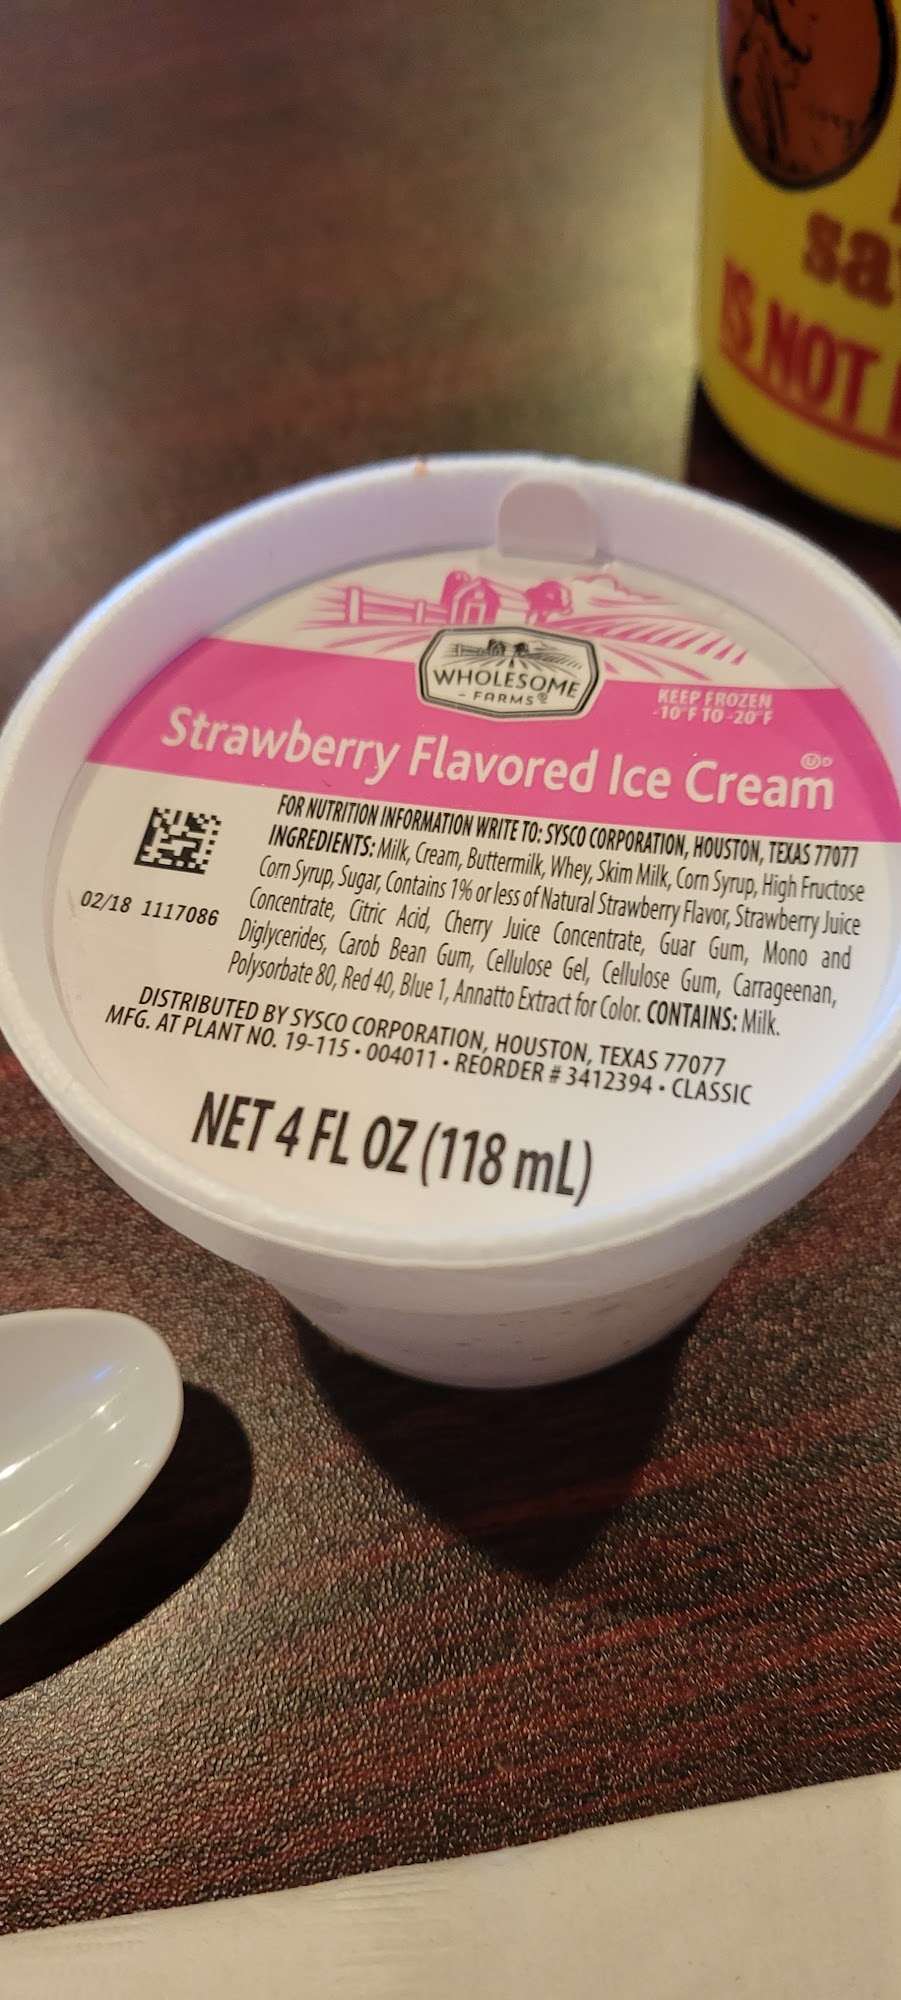 sa
IS NOT
WHOLESOME
- FARMS®
KEEP FROZEN
-10°F TO -20°F
Strawberry Flavored Ice Cream
U D
FOR NUTRITION INFORMATION WRITE TO: SYSCO CORPORATION, HOUSTON, TEXAS 77077
INGREDIENTS: Milk, Cream, Buttermilk, Whey, Skim Milk, Corn Syrup, High Fructose
Corn Syrup, Sugar, Contains 1% or less of Natural Strawberry Flavor, Strawberry Juice
Concentrate, Citric Acid, Cherry Juice Concentrate, Guar Gum, Mono and
Diglycerides, Carob Bean Gum, Cellulose Gel, Cellulose Gum, Carrageenan,
Polysorbate 80, Red 40, Blue 1, Annatto Extract for Color. CONTAINS: Milk.
02/18 1117086
DISTRIBUTED BY SYSCO CORPORATION, HOUSTON, TEXAS 77077
MFG. AT PLANT NO. 19-115 • 004011 • REORDER # 3412394 • CLASSIC
NET 4 FL OZ (118 mL)